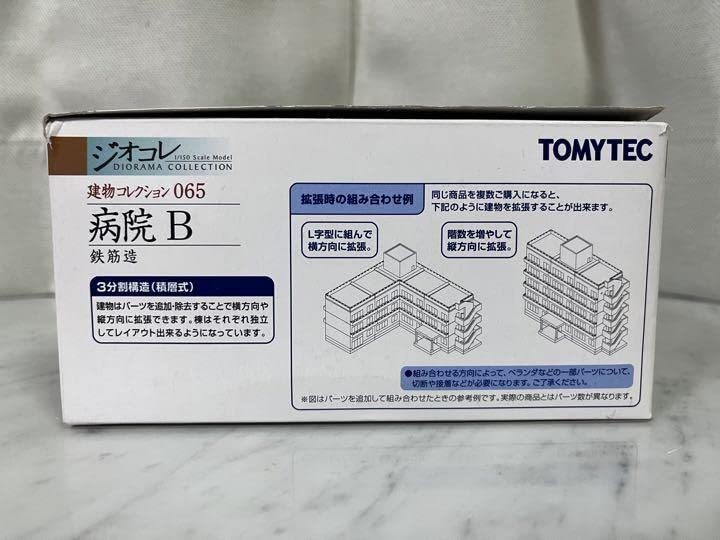 ジオコレ
1/150 Scale Model
DIORAMA COLLECTION
TOMYTEC
建物コレクション 065
病院 B
鉄筋造
3分割構造(積層式)
建物はパーツを追加・除去することで横方向や
縦方向に拡張できます。棟はそれぞれ独立
してレイアウト出来るようになっています。
拡張時の組み合わせ例
同じ商品を複数ご購入になると、
下記のように建物を拡張することが出来ます。
L字型に組んで
横方向に拡張。
階数を増やして
縦方向に拡張。
●組み合わせる方向によって、ベランダなどの一部パーツについて、
切断や接着などが必要になります。ご了承ください。
※図はパーツを追加して組み合わせたときの参考例です。実際の商品とはパーツ数が異なります。